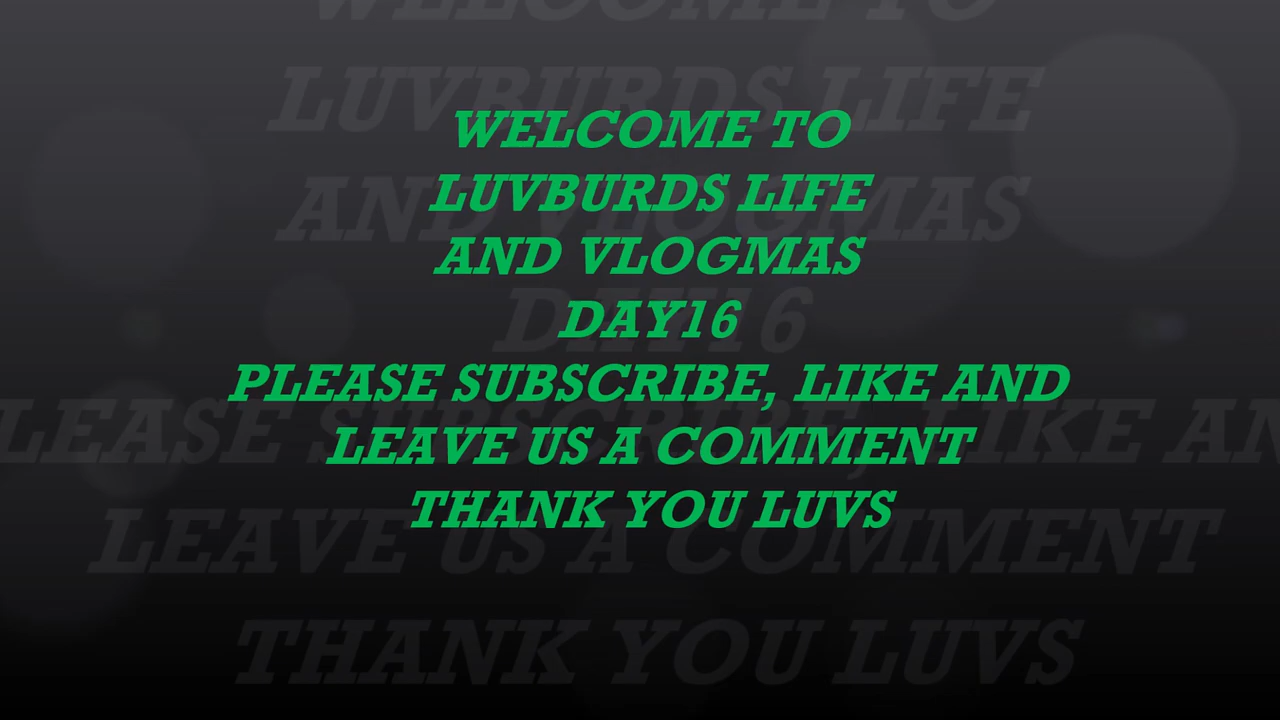 WELCOME TO
LUVBURDS LIFE
AND VLOGMAS
DAY16
PLEASE SUBSCRIBE, LIKE AND
LEAVE US A COMMENT
THANK YOU LUVS